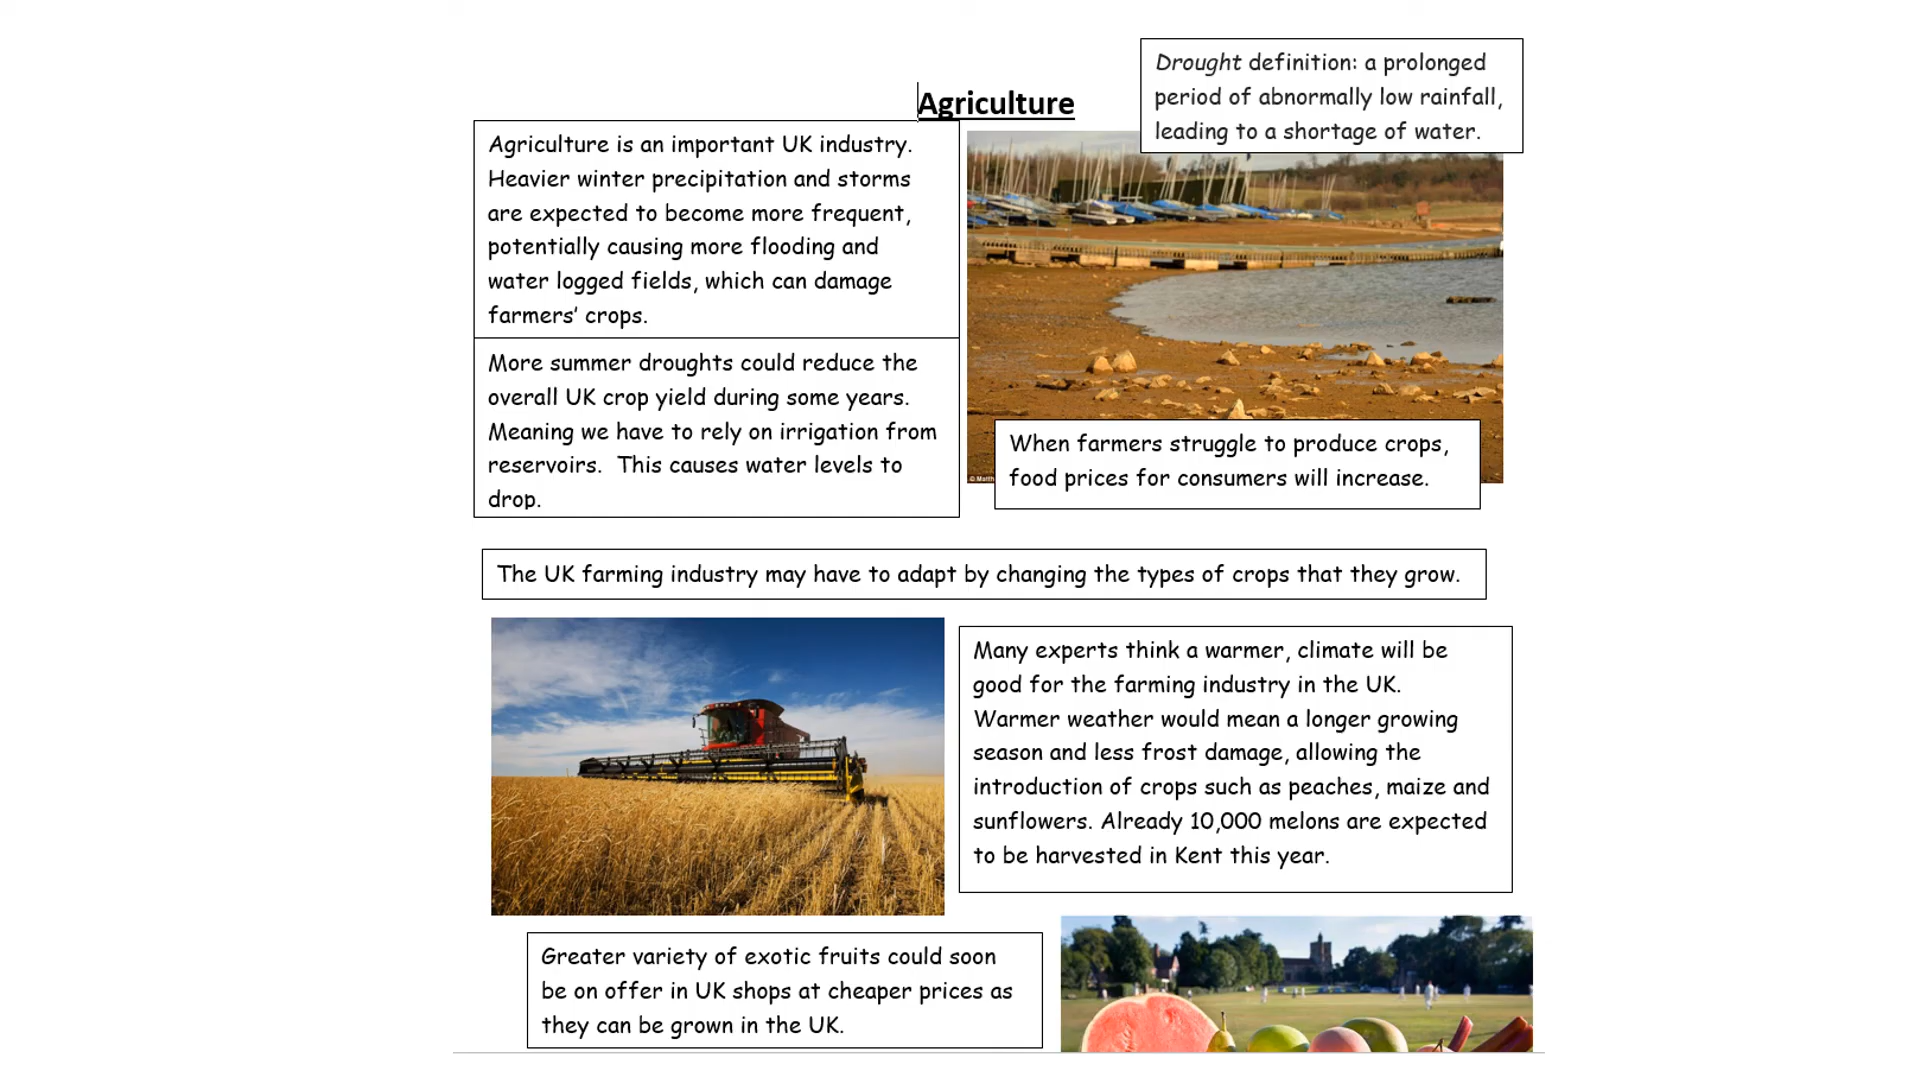 Drought definition: a prolonged
period of abnormally low rainfall,
leading to a shortage of water.
Agriculture
Agriculture is an important UK industry.
Heavier winter precipitation and storms
are expected to become more frequent,
potentially causing more flooding and
water logged fields, which can damage
farmers’ crops.
More summer droughts could reduce the
overall UK crop yield during some years.
Meaning we have to rely on irrigation from
reservoirs.  This causes water levels to
drop.
When farmers struggle to produce crops,
food prices for consumers will increase.
The UK farming industry may have to adapt by changing the types of crops that they grow.
Many experts think a warmer, climate will be
good for the farming industry in the UK.
Warmer weather would mean a longer growing
season and less frost damage, allowing the
introduction of crops such as peaches, maize and
sunflowers. Already 10,000 melons are expected
to be harvested in Kent this year.
Greater variety of exotic fruits could soon
be on offer in UK shops at cheaper prices as
they can be grown in the UK.